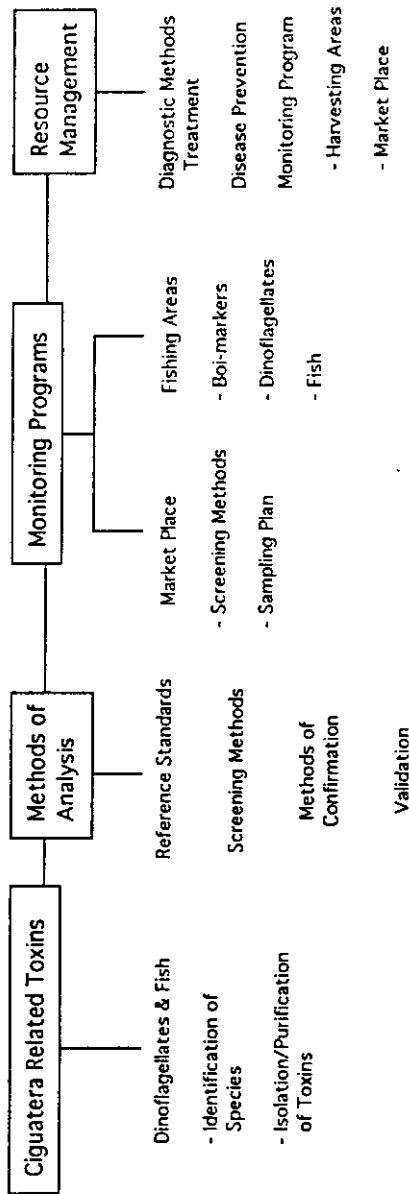 Ciguatera Related Toxins
Dinoflagellates & Fish
- Identification of
Species
- Isolation/Purification
of Toxins
Methods of
Analysis
Reference Standards
Screening Methods
Methods of
Confirmation
Validation
Monitoring Programs
Market Place
- Screening Methods
- Sampling Plan
Fishing Areas
- Boi-markers
- Dinoflagellates
- Fish
Resource
Management
Diagnostic Methods
Treatment
Disease Prevention
Monitoring Program
- Harvesting Areas
- Market Place